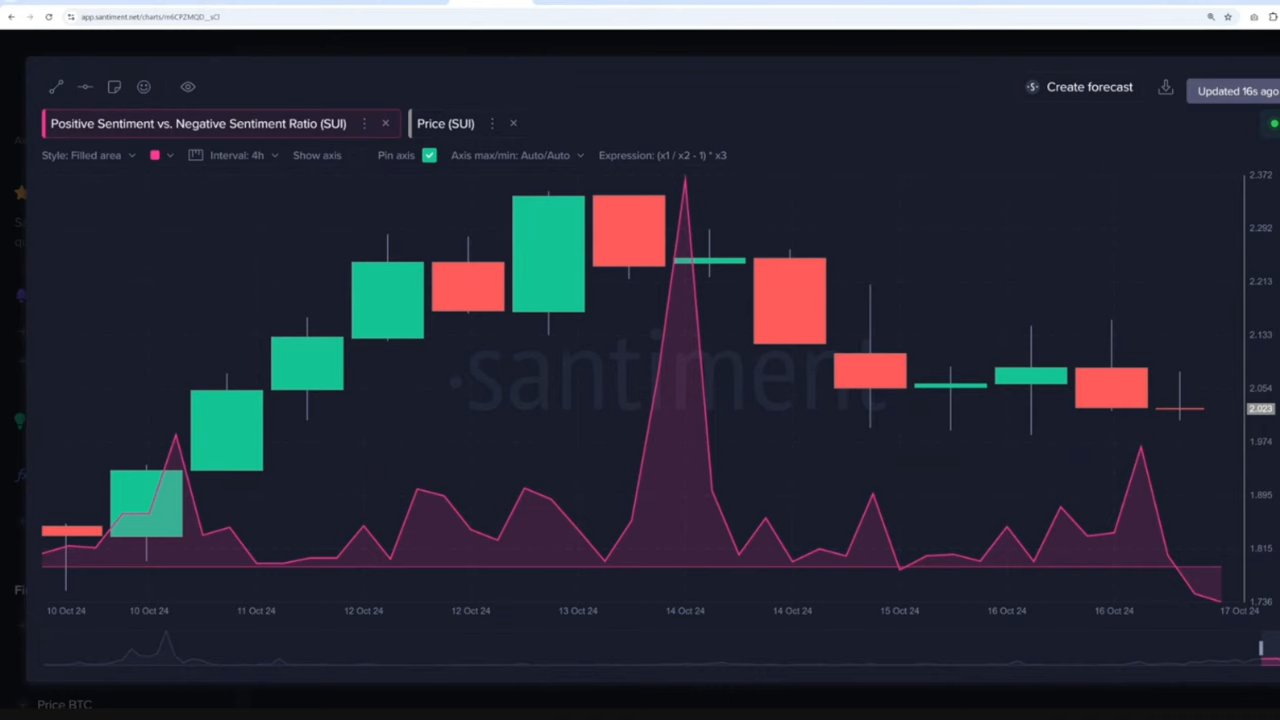 app.santiment.net/charts/
Create forecast
Updated 16s ago
Positive Sentiment vs. Negative Sentiment Ratio (SUI)
Price (SUI)
Style: Filled area
Interval: 4h
Show axis
Pin axis
Axis max/min: Auto/Auto
Expression: (x1 / x2 - 1) * x3
2.372
2.292
2.213
2.133
2.054
2.023
1.974
1.895
1.815
1.736
·santiment
10 Oct 24
10 Oct 24
11 Oct 24
12 Oct 24
12 Oct 24
13 Oct 24
14 Oct 24
14 Oct 24
15 Oct 24
16 Oct 24
16 Oct 24
17 Oct 24
Price BTC